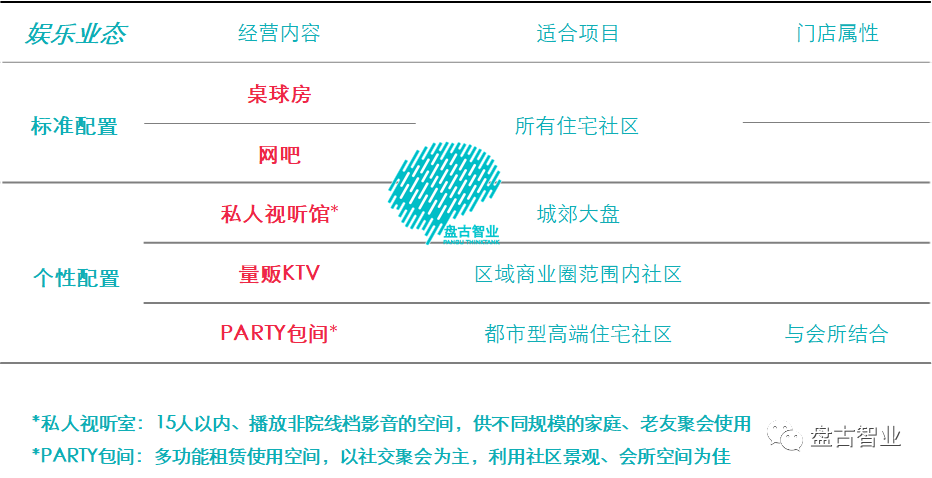 娱乐业态 经营内容 适合项目 门店属性
桌球房
标准配置 所有住宅社区
网吧
私人视听馆* 城郊大盘
个性配置 量贩KTV 区域商业圈范围内社区
PARTY包间* 都市型高端住宅社区 与会所结合
盘古智业
PANGU THINKTANK
*私人视听室：15人以内、播放非院线档影音的空间，供不同规模的家庭、老友聚会使用
*PARTY包间：多功能租赁使用空间，以社交聚会为主，利用社区景观、会所空间为佳
盘古智业